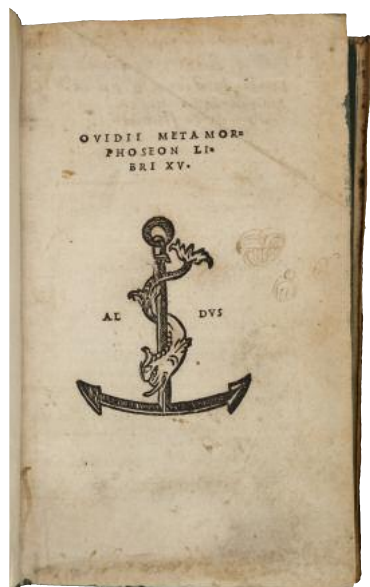 OVIDII METAMOR=
PHOSEON LI=
BRI XV.
AL DVS